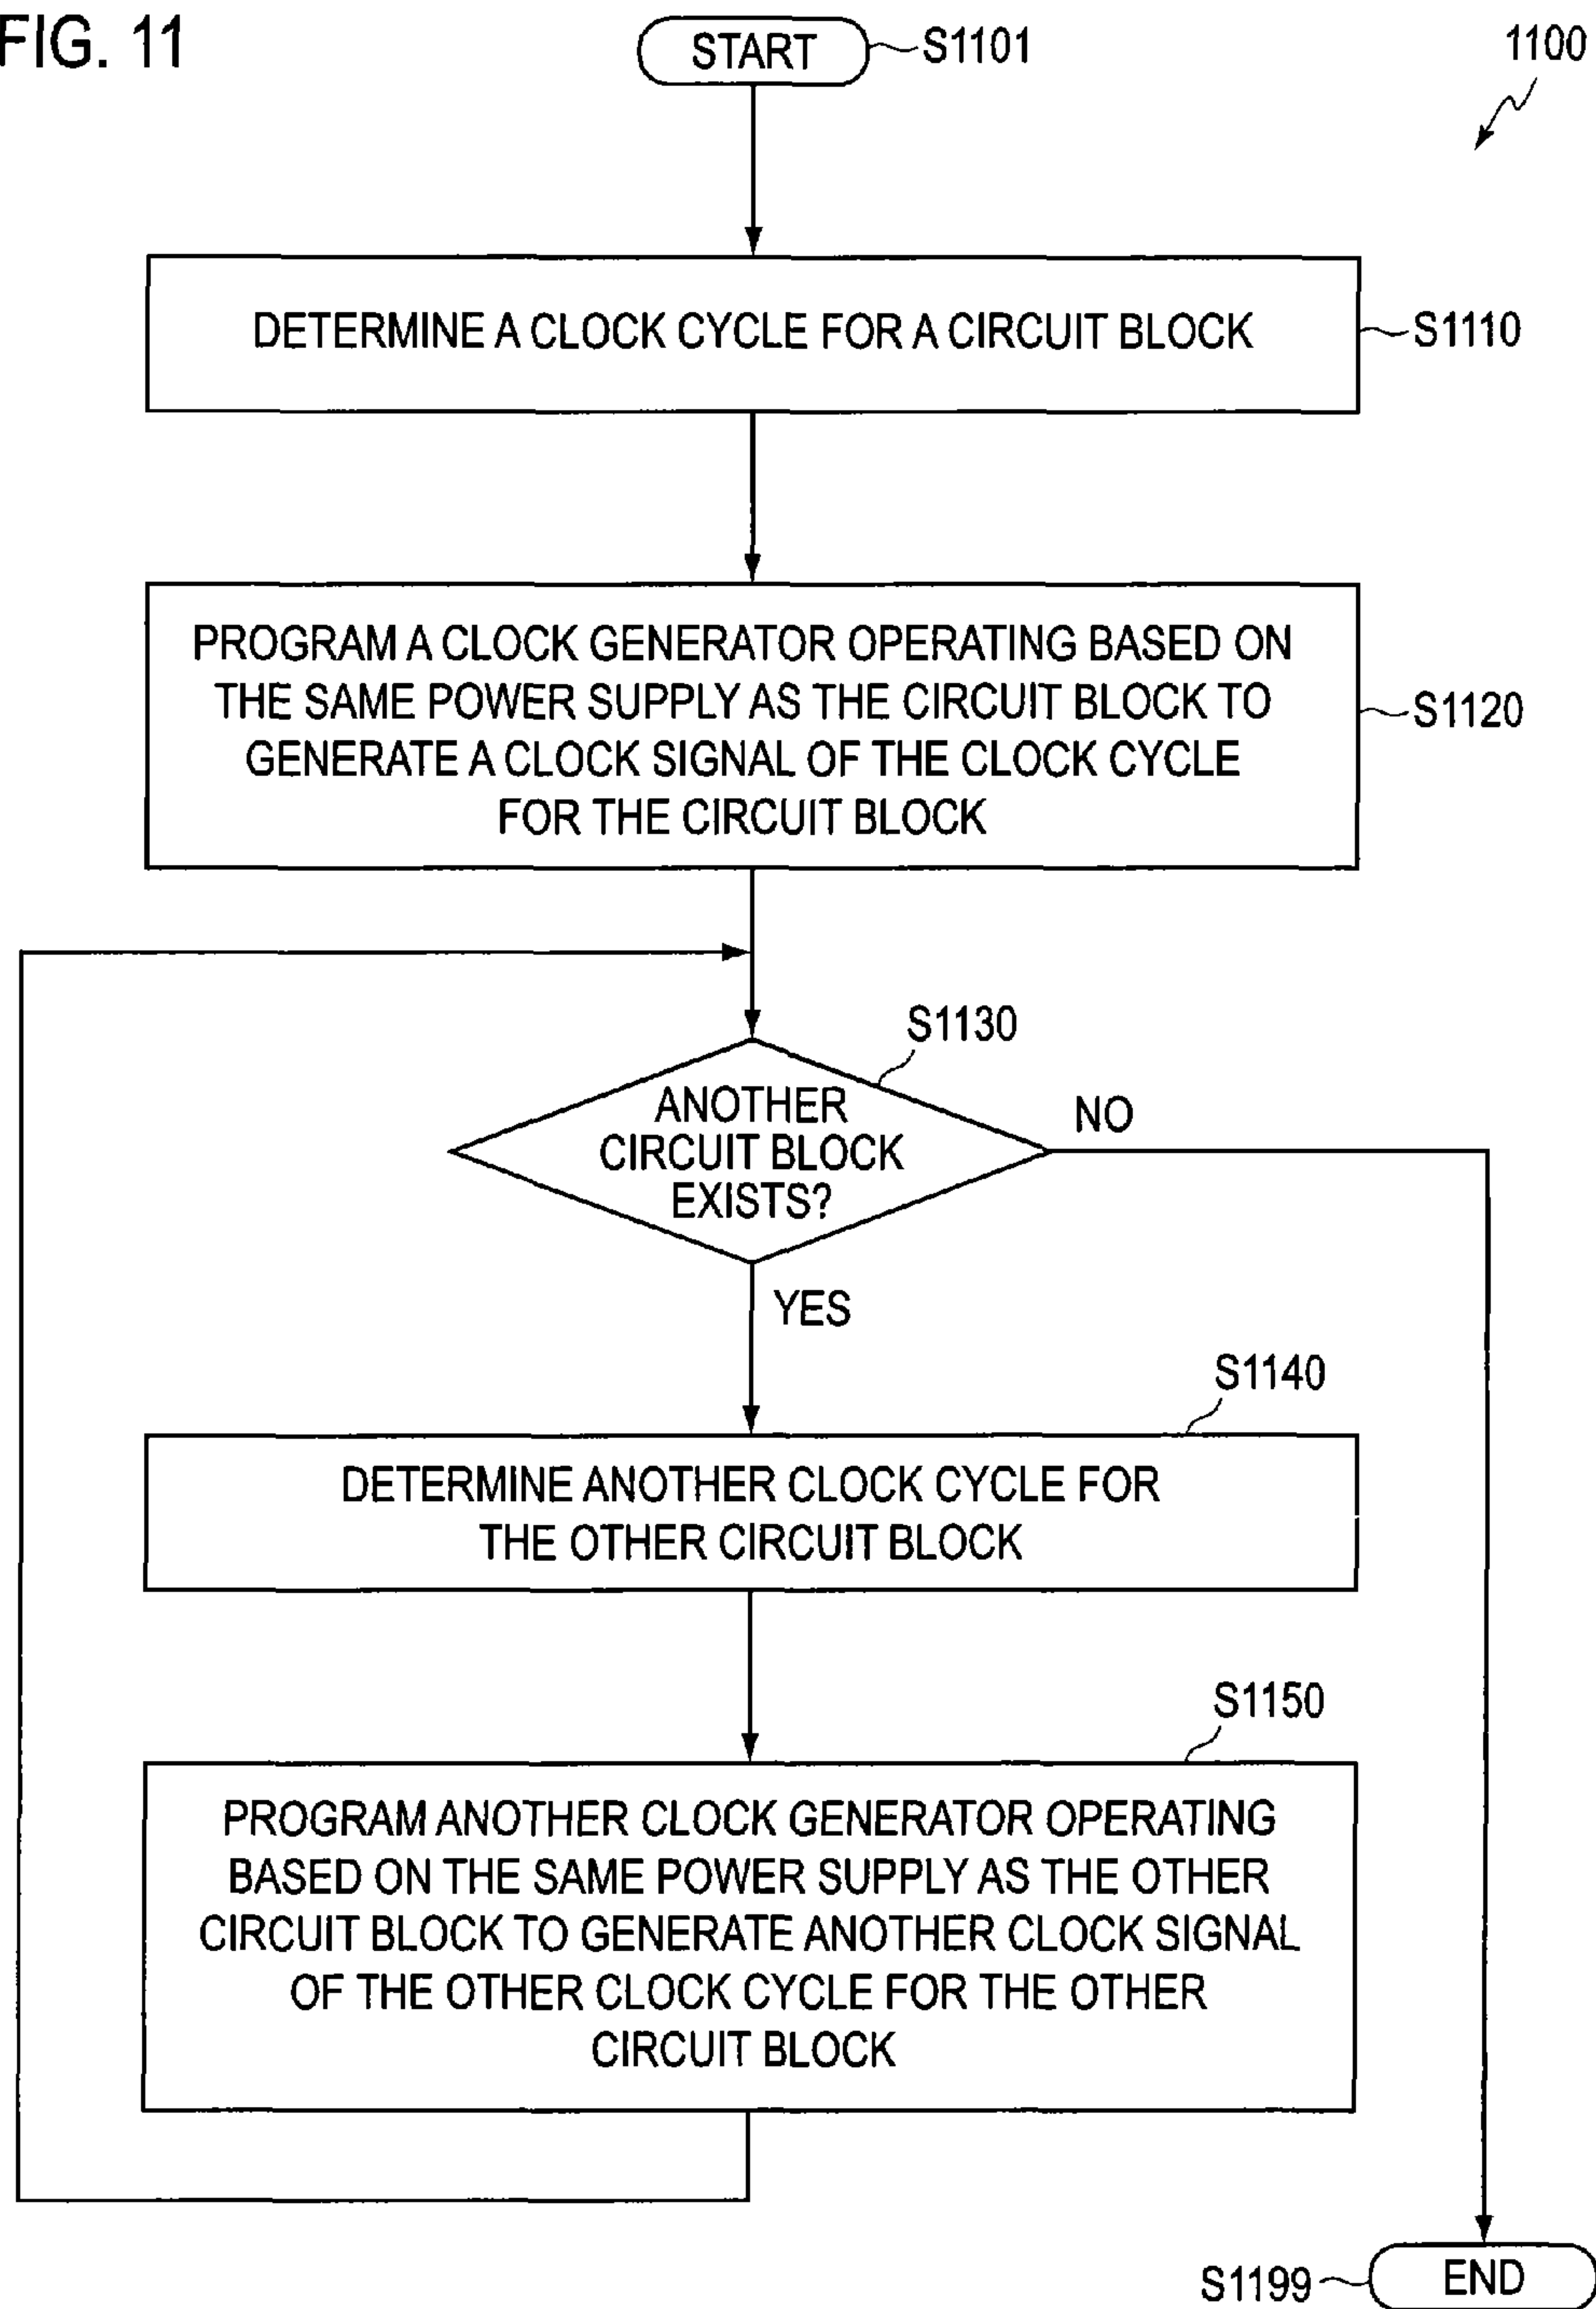 FIG. 11
START
S1101
1100
DETERMINE A CLOCK CYCLE FOR A CIRCUIT BLOCK
S1110
PROGRAM A CLOCK GENERATOR OPERATING BASED ON
THE SAME POWER SUPPLY AS THE CIRCUIT BLOCK TO
GENERATE A CLOCK SIGNAL OF THE CLOCK CYCLE
FOR THE CIRCUIT BLOCK
S1120
S1130
ANOTHER
CIRCUIT BLOCK
EXISTS?
NO
YES
S1140
DETERMINE ANOTHER CLOCK CYCLE FOR
THE OTHER CIRCUIT BLOCK
S1150
PROGRAM ANOTHER CLOCK GENERATOR OPERATING
BASED ON THE SAME POWER SUPPLY AS THE OTHER
CIRCUIT BLOCK TO GENERATE ANOTHER CLOCK SIGNAL
OF THE OTHER CLOCK CYCLE FOR THE OTHER
CIRCUIT BLOCK
S1199
END